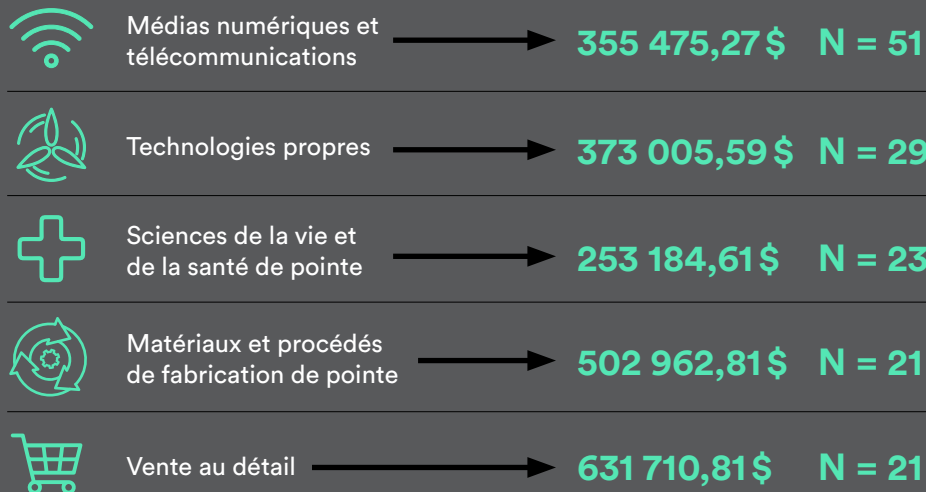 Médias numériques et
télécommunications
355 475,27 $ N = 51
Technologies propres
373 005,59 $ N = 29
Sciences de la vie et
de la santé de pointe
253 184,61 $ N = 23
Matériaux et procédés
de fabrication de pointe
502 962,81 $ N = 21
Vente au détail
631 710,81 $ N = 21